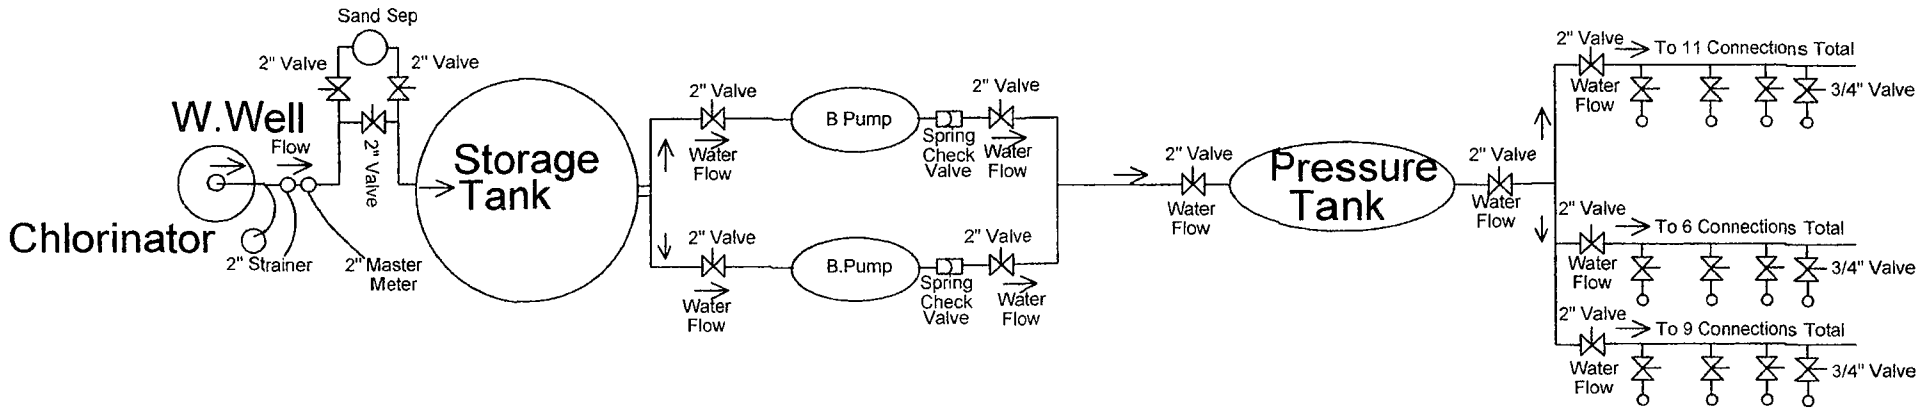 Sand Sep
2" Valve
2" Valve
W.Well
Flow
2" Valve
Chlorinator
2" Strainer
2" Master
Meter
Storage
Tank
2" Valve
Water
Flow
B Pump
Spring
Check
Valve
2" Valve
Water
Flow
2" Valve
Water
Flow
B.Pump
Spring
Check
Valve
2" Valve
Water
Flow
2" Valve
Water
Flow
Pressure
Tank
2" Valve
Water
Flow
2" Valve
To 11 Connections Total
Water
Flow
3/4" Valve
2" Valve
To 6 Connections Total
Water
Flow
3/4" Valve
2" Valve
To 9 Connections Total
Water
Flow
3/4" Valve